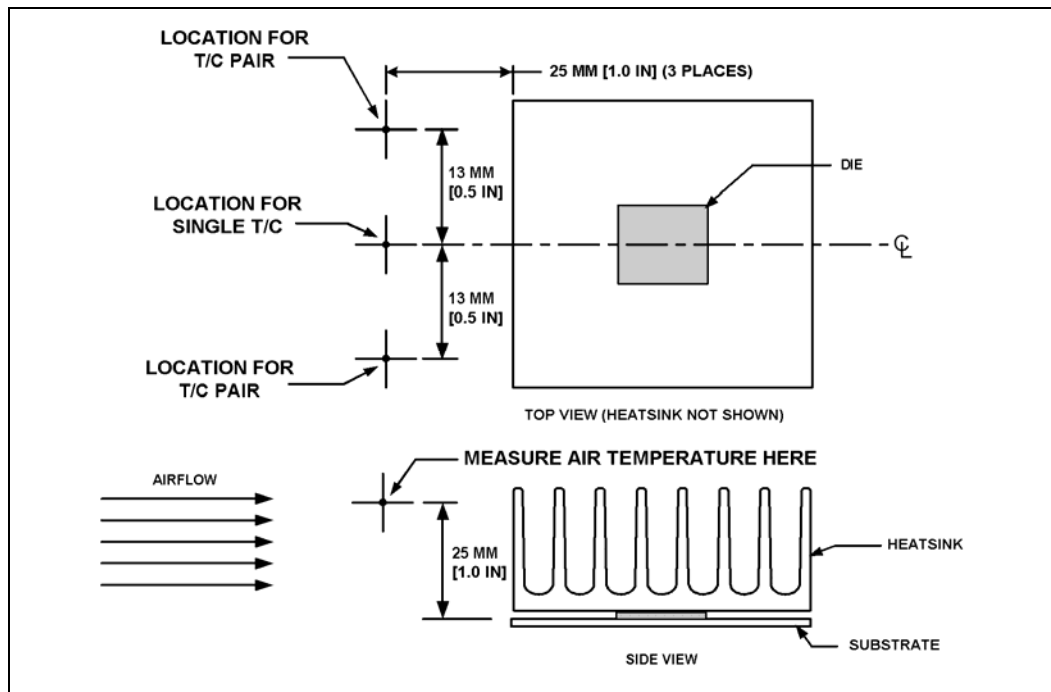 LOCATION FOR
T/C PAIR
25 MM [1.0 IN] (3 PLACES)
13 MM
[0.5 IN]
DIE
LOCATION FOR
SINGLE T/C
℄
13 MM
[0.5 IN]
LOCATION FOR
T/C PAIR
TOP VIEW (HEATSINK NOT SHOWN)
MEASURE AIR TEMPERATURE HERE
AIRFLOW
25 MM
[1.0 IN]
HEATSINK
SUBSTRATE
SIDE VIEW